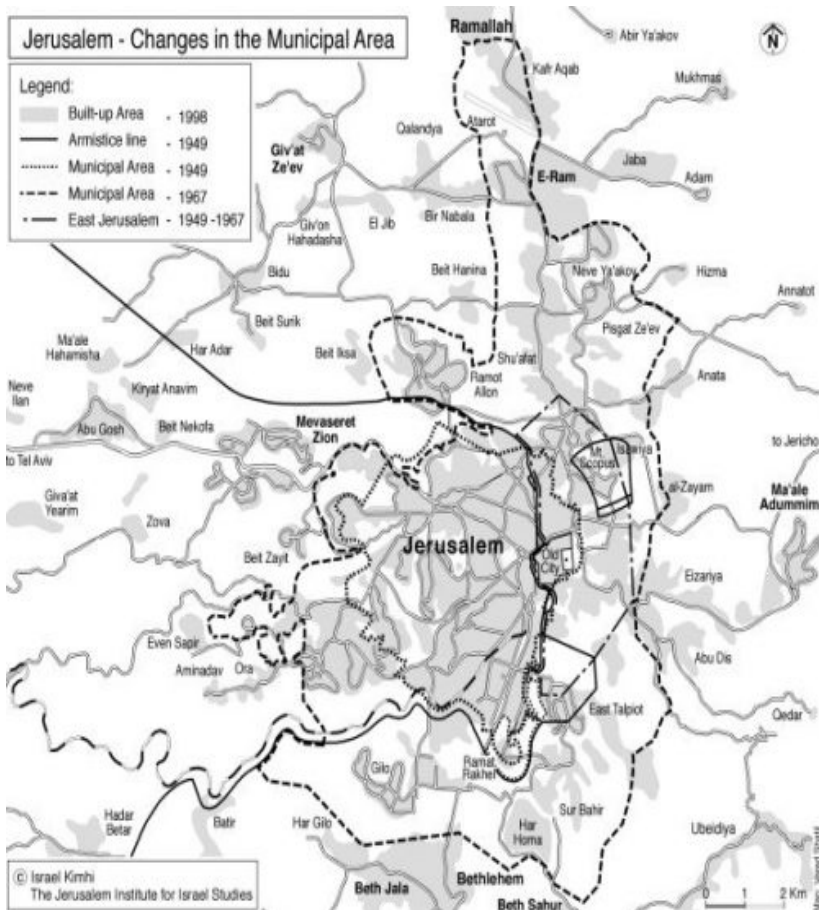 Jerusalem - Changes in the Municipal Area
Legend:
Built-up Area - 1998
Armistice line - 1949
Municipal Area - 1949
Municipal Area - 1967
East Jerusalem - 1949 -1967
N
Ramallah
Abir Ya'akov
Kafr Aqab
Mukhmas
Qalandya
Atarot
Giv'at
Ze'ev
E-Ram
Jaba
Adam
Giv'on
Hahadasha
El Jib
Bir Nabala
Bidu
Beit Hanina
Neve Ya'akov
Hizma
Annatot
Beit Surik
Pisgat Ze'ev
Ma'ale
Hahamisha
Har Adar
Beit Iksa
Shu'afat
Ramot
Allon
Anata
Neve
Ilan
Kiryat Anavim
Abu Gosh
Beit Nekofa
Mevaseret
Zion
to Tel Aviv
Mt.
Scopus
Isawiya
to Jericho
al-Zayam
Ma'ale
Adummim
Giva'at
Yearim
Zova
Jerusalem
Old
City
Beit Zayit
Eizariya
Even Sapir
Aminadav
Ora
Abu Dis
East Talpiot
Qedar
Ramat
Rakhel
Gilo
Sur Bahir
Hadar
Betar
Batir
Har Gilo
Har
Homa
Ubeidiya
Beth Jala
Bethlehem
Beth Sahur
0 1 2 Km
© Israel Kimhi
The Jerusalem Institute for Israel Studies